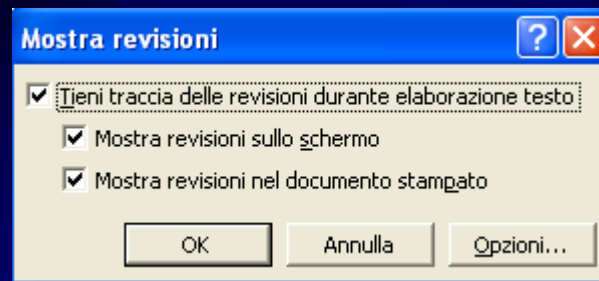 Mostra revisioni
?
Tieni traccia delle revisioni durante elaborazione testo
Mostra revisioni sullo schermo
Mostra revisioni nel documento stampato
OK Annulla Opzioni...